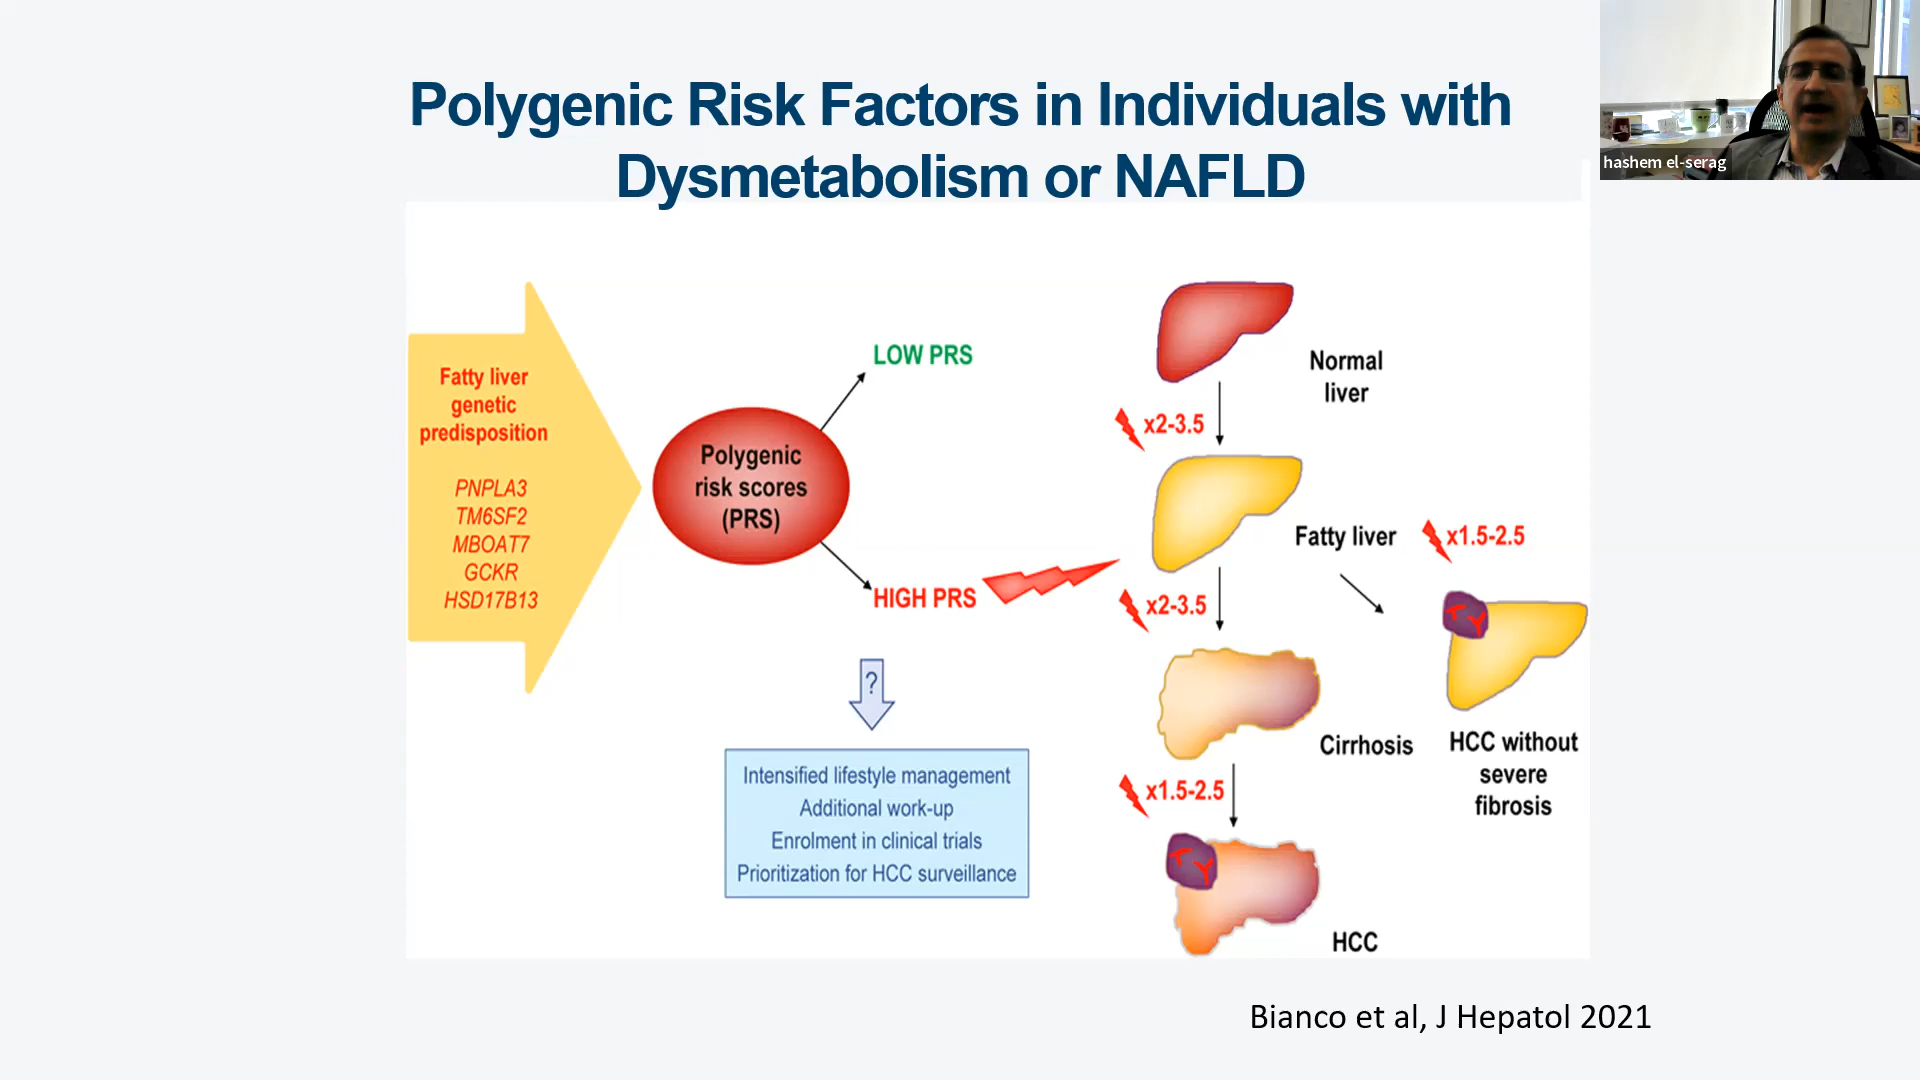 Polygenic Risk Factors in Individuals with
Dysmetabolism or NAFLD
hashem el-serag
Fatty liver
genetic
predisposition
PNPLA3
TM6SF2
MBOAT7
GCKR
HSD17B13
Polygenic
risk scores
(PRS)
LOW PRS
HIGH PRS
?
Intensified lifestyle management
Additional work-up
Enrolment in clinical trials
Prioritization for HCC surveillance
Normal
liver
x2-3.5
Fatty liver
x1.5-2.5
x2-3.5
Cirrhosis
HCC without
severe
fibrosis
x1.5-2.5
HCC
Bianco et al, J Hepatol 2021